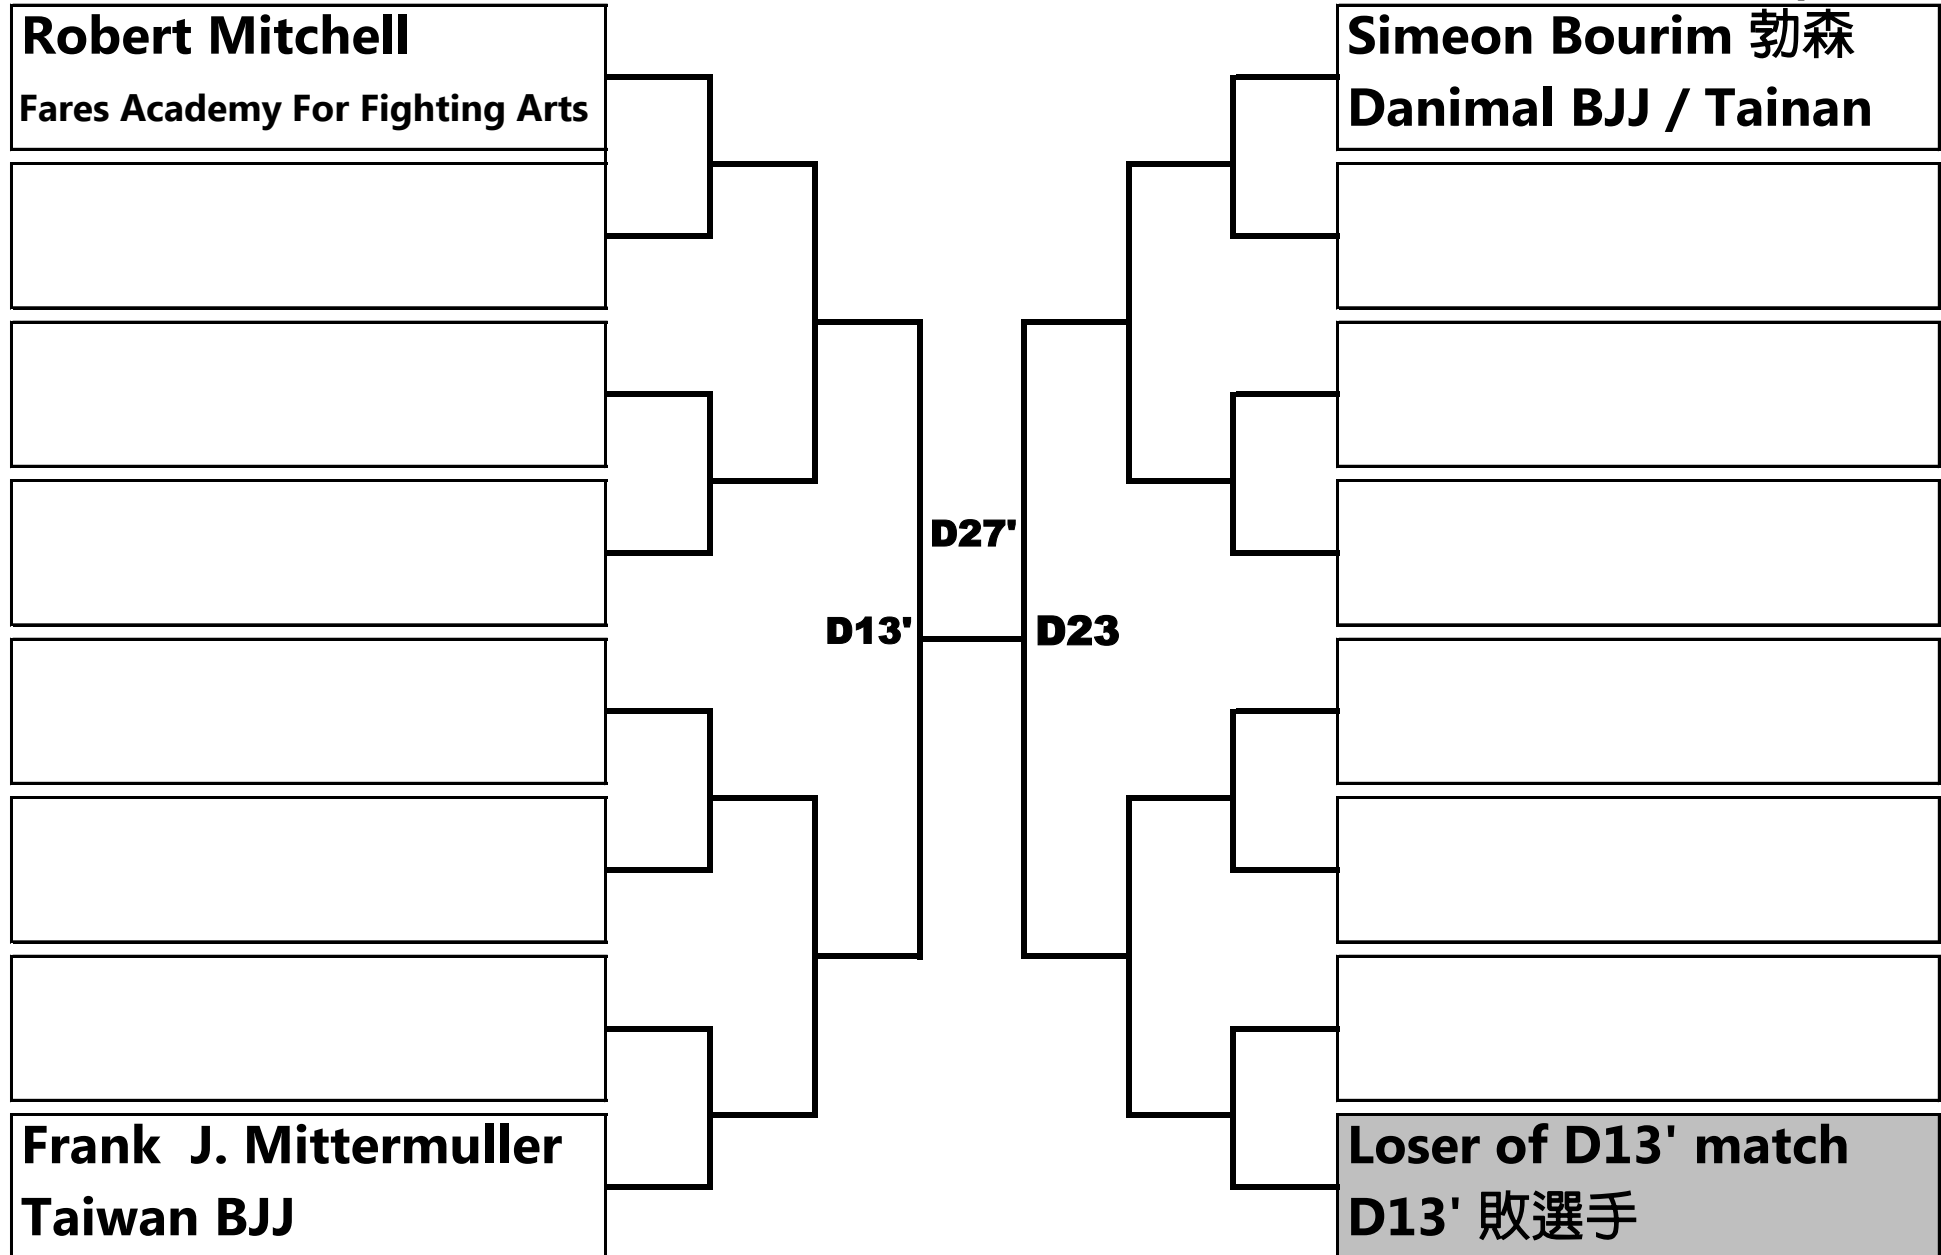 Robert Mitchell
Fares Academy For Fighting Arts
Simeon Bourim 勃森
Danimal BJJ / Tainan
D27'
D13'
D23
Frank J. Mittermuller
Taiwan BJJ
Loser of D13' match
D13' 敗選手